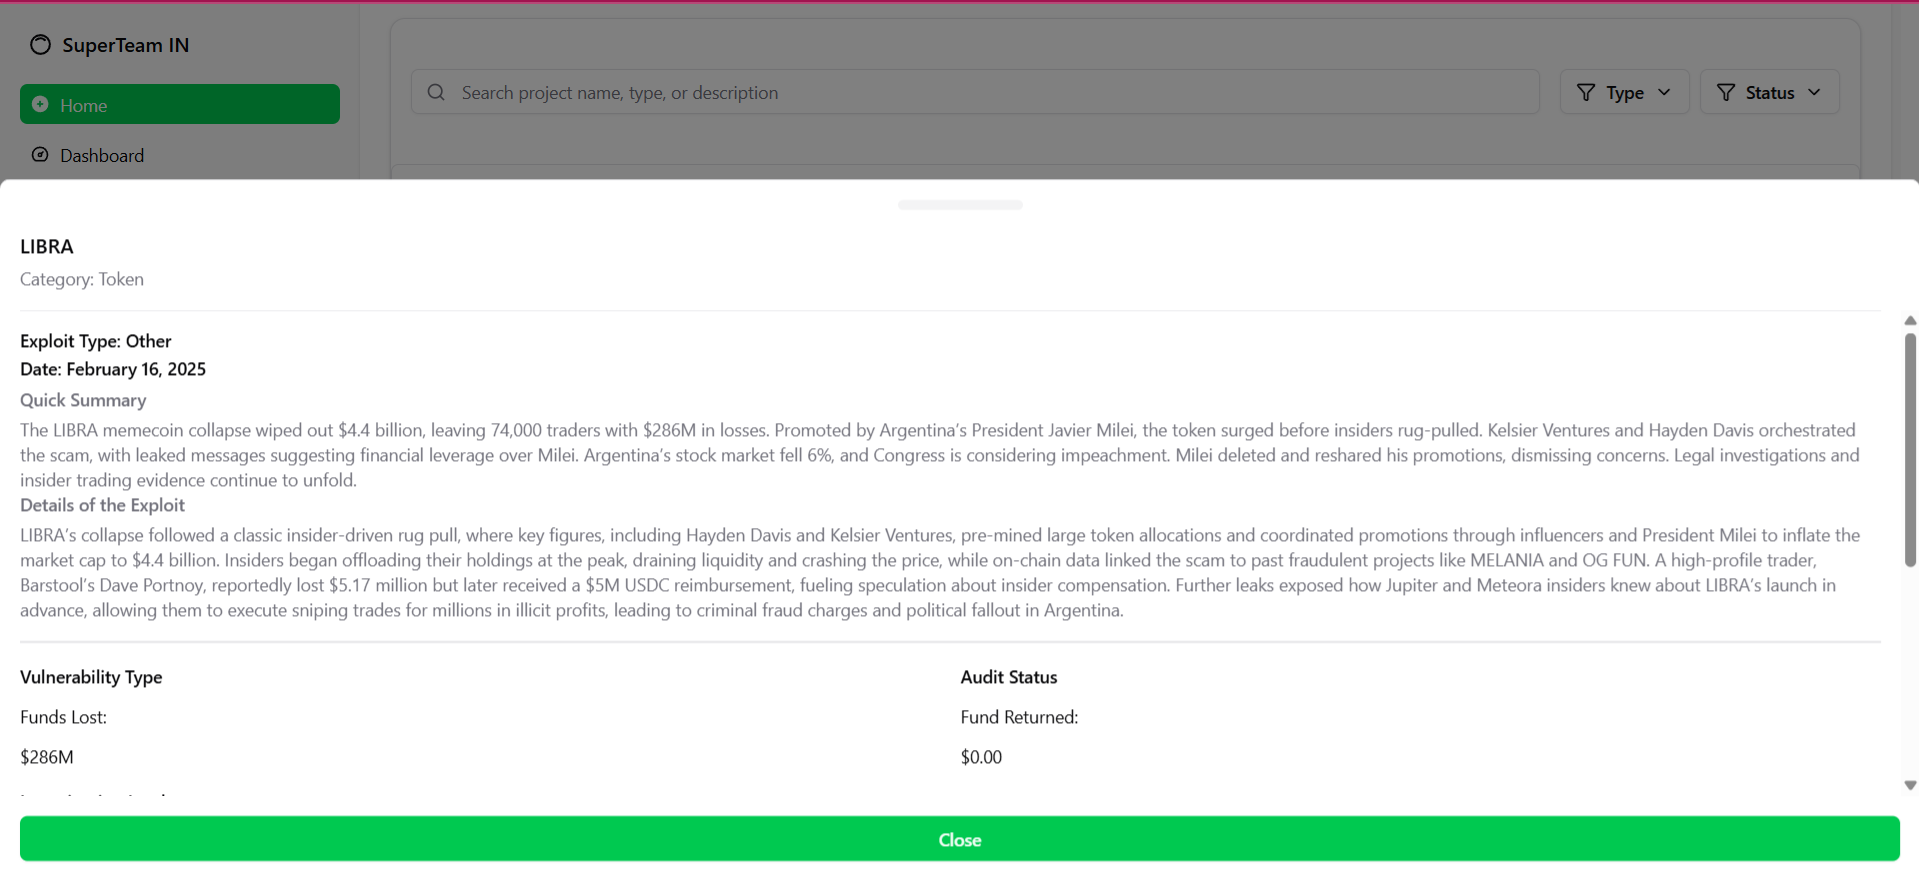 SuperTeam IN
Home
Dashboard
Search project name, type, or description
Type
Status
LIBRA
Category: Token
Exploit Type: Other
Date: February 16, 2025
Quick Summary
The LIBRA memecoin collapse wiped out $4.4 billion, leaving 74,000 traders with $286M in losses. Promoted by Argentina's President Javier Milei, the token surged before insiders rug-pulled. Kelsier Ventures and Hayden Davis orchestrated
the scam, with leaked messages suggesting financial leverage over Milei. Argentina's stock market fell 6%, and Congress is considering impeachment. Milei deleted and reshared his promotions, dismissing concerns. Legal investigations and
insider trading evidence continue to unfold.
Details of the Exploit
LIBRA's collapse followed a classic insider-driven rug pull, where key figures, including Hayden Davis and Kelsier Ventures, pre-mined large token allocations and coordinated promotions through influencers and President Milei to inflate the
market cap to $4.4 billion. Insiders began offloading their holdings at the peak, draining liquidity and crashing the price, while on-chain data linked the scam to past fraudulent projects like MELANIA and OG FUN. A high-profile trader,
Barstool's Dave Portnoy, reportedly lost $5.17 million but later received a $5M USDC reimbursement, fueling speculation about insider compensation. Further leaks exposed how Jupiter and Meteora insiders knew about LIBRA's launch in
advance, allowing them to execute sniping trades for millions in illicit profits, leading to criminal fraud charges and political fallout in Argentina.
Vulnerability Type
Audit Status
Funds Lost:
Fund Returned:
$286M
$0.00
Close